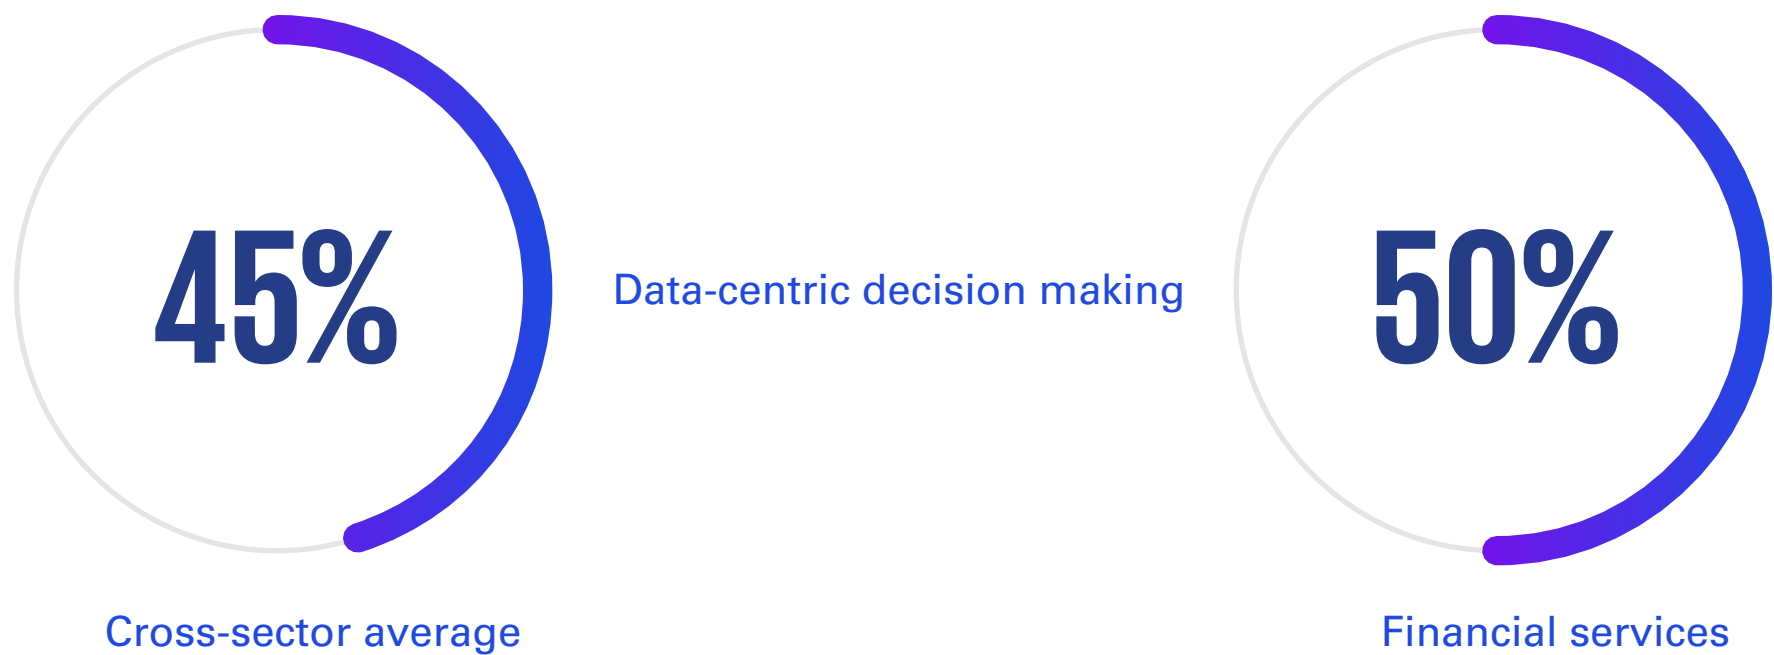 45%
Data-centric decision making
50%
Cross-sector average
Financial services